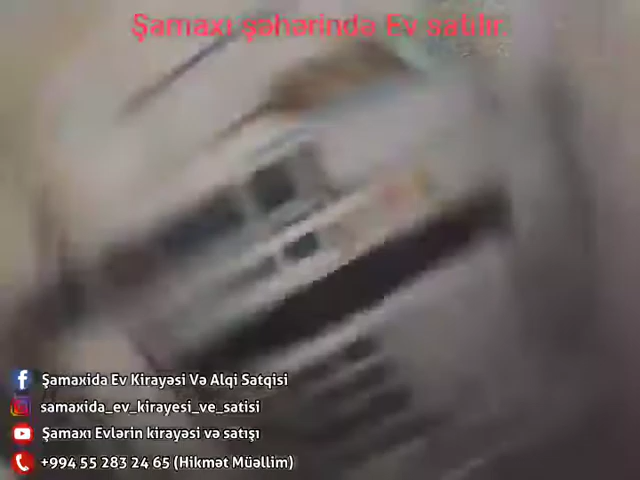 Şamaxı şəhərində Ev satılır.
Şamaxida Ev Kirayəsi Və Alqi Satqisi
samaxida_ev_kirayesi_ve_satisi
Şamaxı Evlərin kirayəsi və satışı
+994 55 283 24 65 (Hikmət Müəllim)